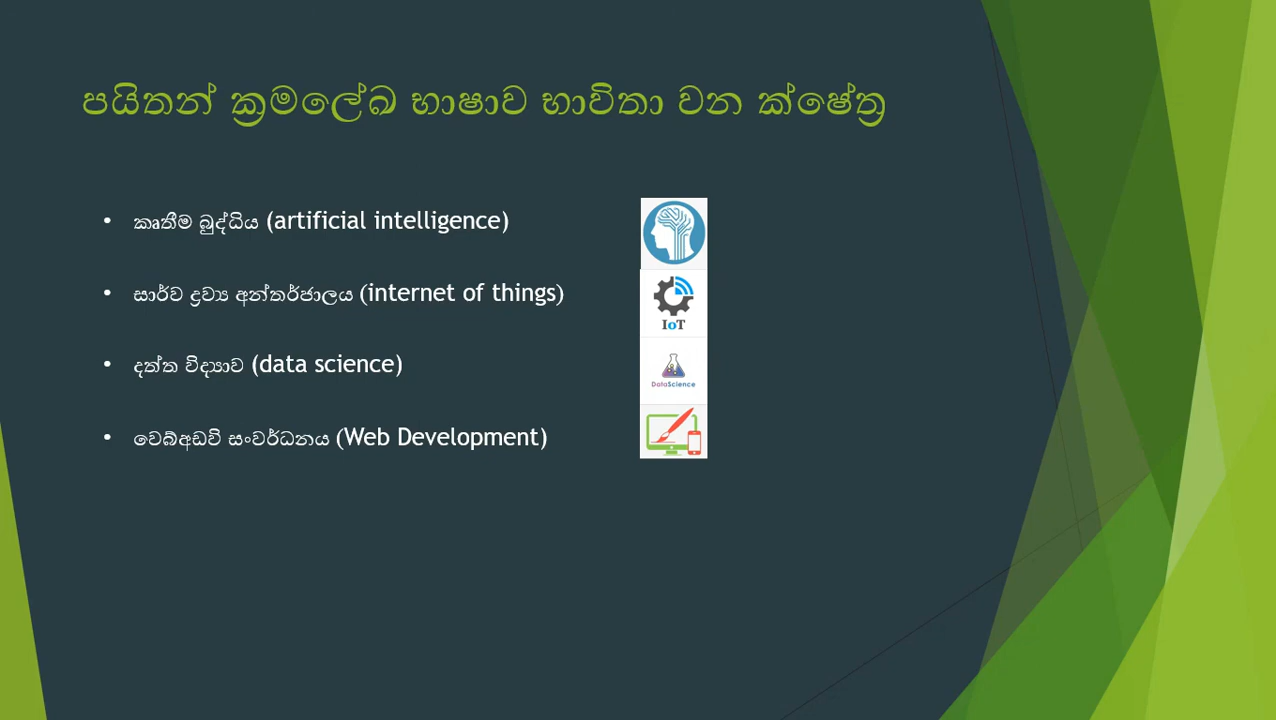 පයිතන් ක්‍රමලේඛ භාෂාව භාවිතා වන ක්ෂේත්‍ර
• කෘතීම බුද්ධිය (artificial intelligence)
• සාර්ව ද්‍රව්‍ය අන්තර්ජාලය (internet of things)
IoT
• දත්ත විද්‍යාව (data science)
DataScience
• වෙබ්අඩවි සංවර්ධනය (Web Development)